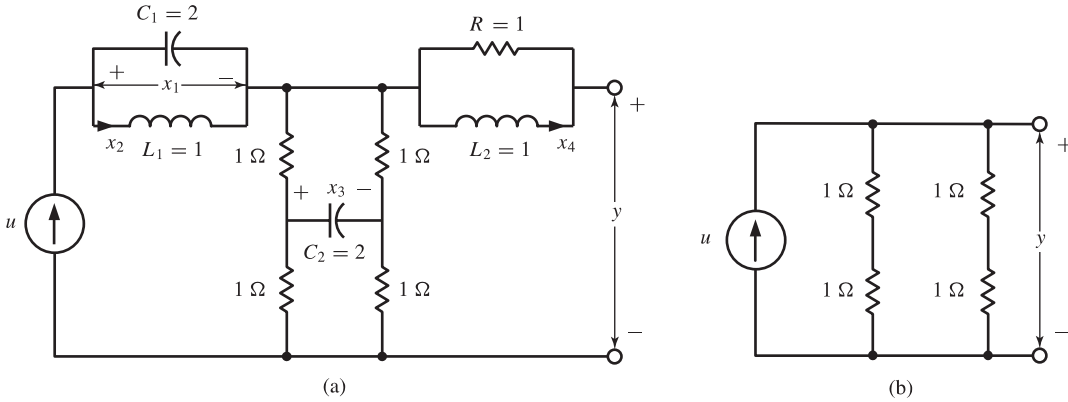 C₁ = 2
+ x₁ −
x₂
L₁ = 1
R = 1
L₂ = 1
x₄
+
1 Ω
1 Ω
+ x₃ −
C₂ = 2
u
y
1 Ω
1 Ω
−
(a)
+
1 Ω
1 Ω
u
y
1 Ω
1 Ω
−
(b)